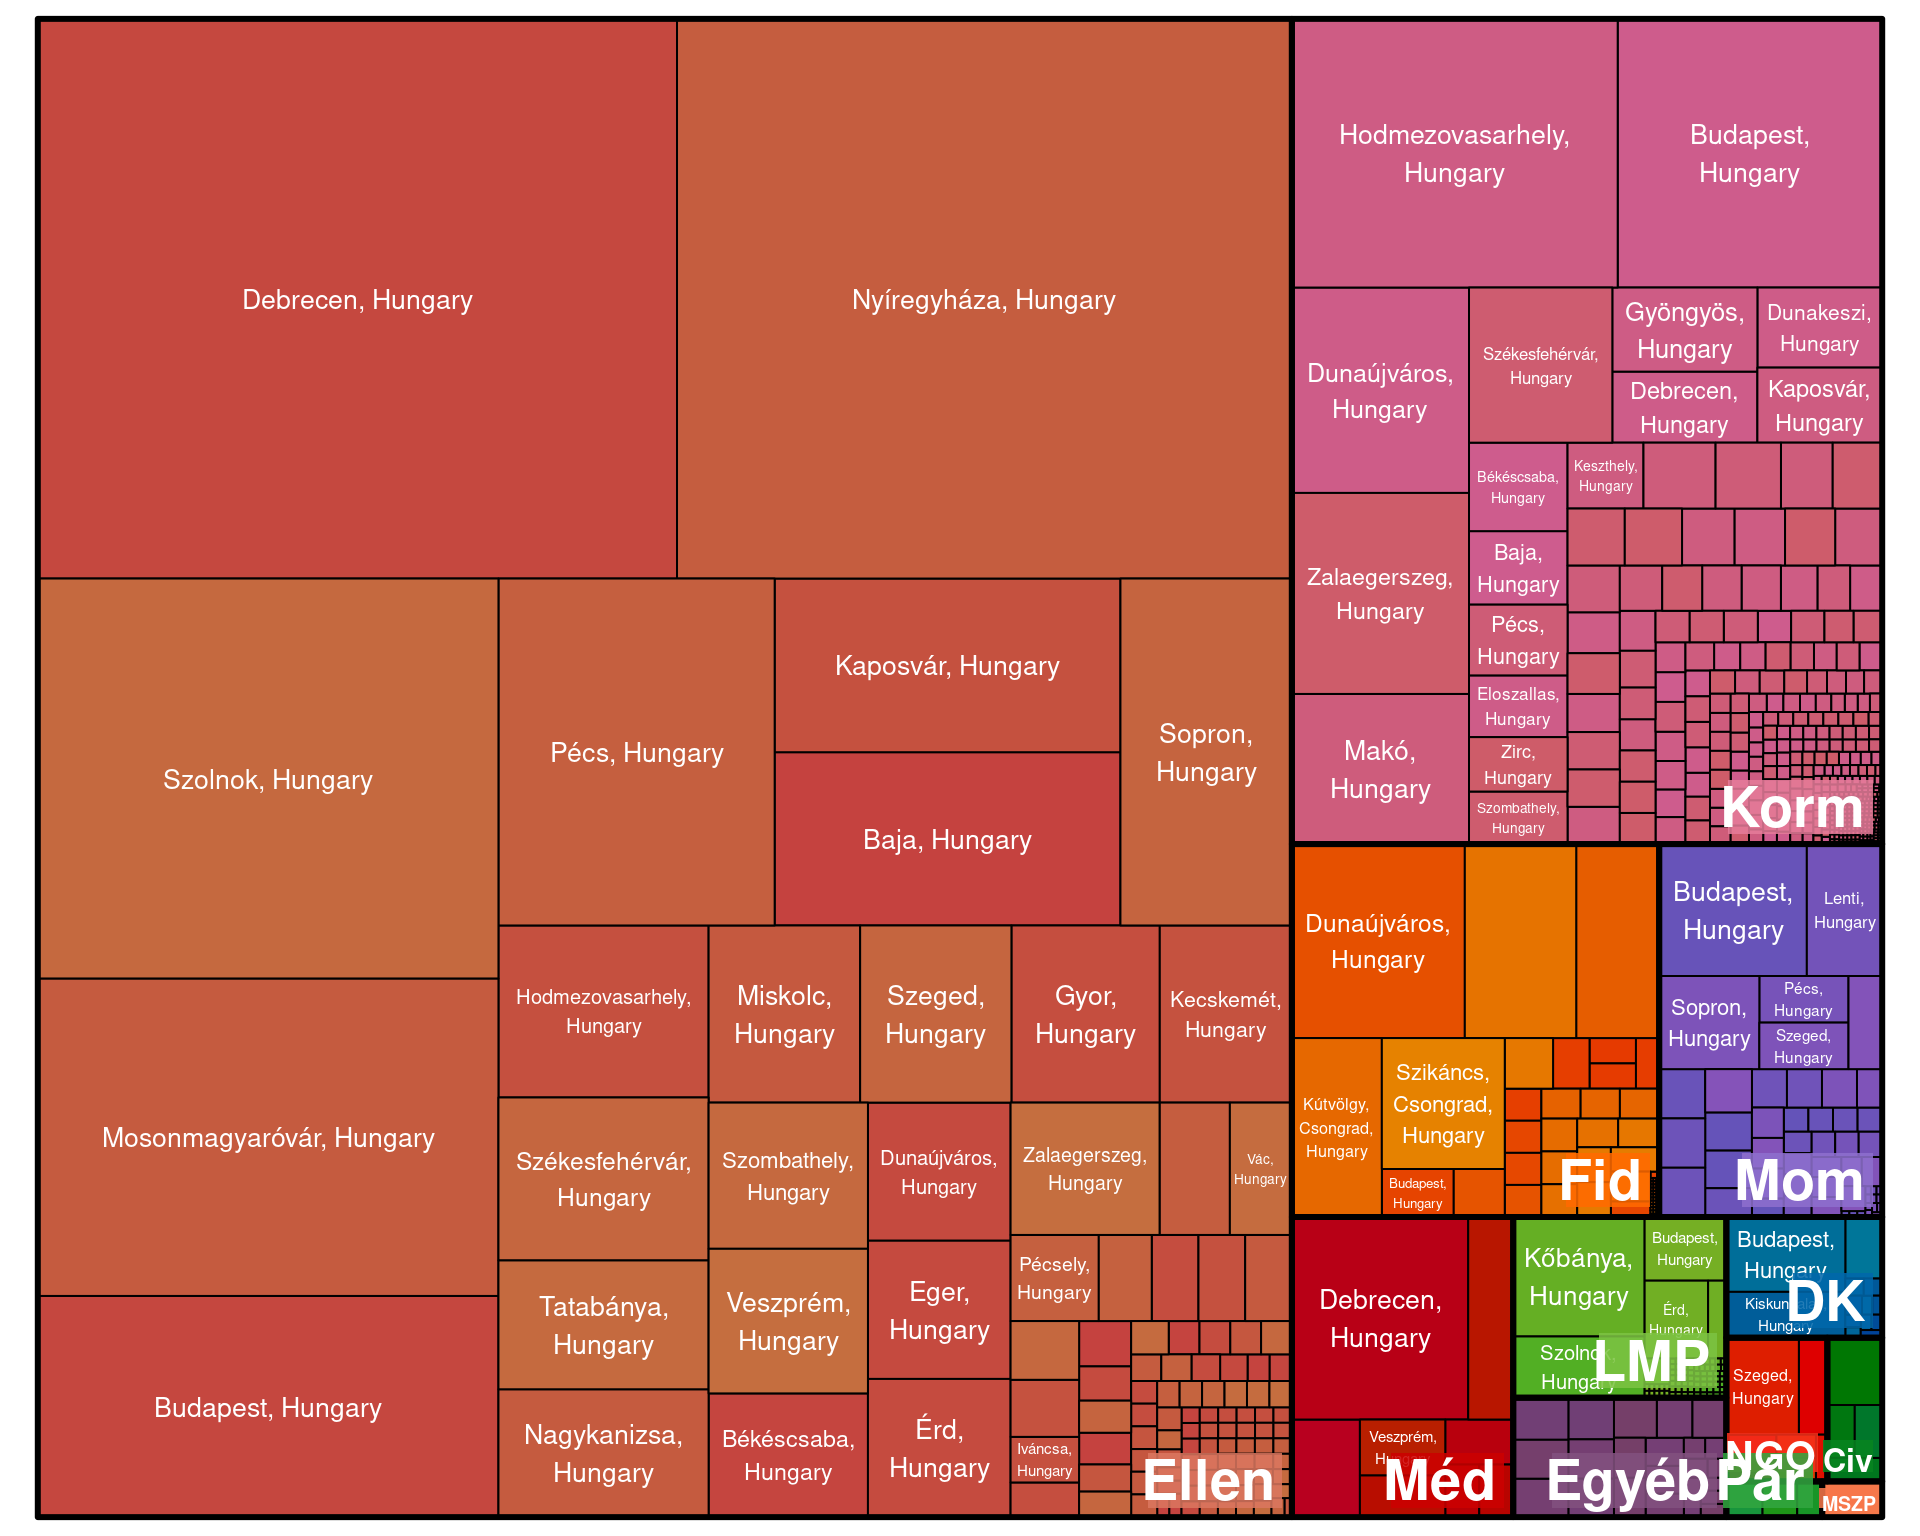 Debrecen, Hungary
Nyíregyháza, Hungary
Szolnok, Hungary
Mosonmagyaróvár, Hungary
Budapest, Hungary
Pécs, Hungary
Kaposvár, Hungary
Baja, Hungary
Sopron,
Hungary
Hodmezovasarhely,
Hungary
Miskolc,
Hungary
Szeged,
Hungary
Gyor,
Hungary
Kecskemét,
Hungary
Székesfehérvár,
Hungary
Szombathely,
Hungary
Dunaújváros,
Hungary
Zalaegerszeg,
Hungary
Vác,
Hungary
Tatabánya,
Hungary
Veszprém,
Hungary
Eger,
Hungary
Pécsely,
Hungary
Nagykanizsa,
Hungary
Békéscsaba,
Hungary
Érd,
Hungary
Iváncsa,
Hungary
Ellen
Hodmezovasarhely,
Hungary
Budapest,
Hungary
Dunaújváros,
Hungary
Székesfehérvár,
Hungary
Gyöngyös,
Hungary
Dunakeszi,
Hungary
Debrecen,
Hungary
Kaposvár,
Hungary
Zalaegerszeg,
Hungary
Makó,
Hungary
Békéscsaba,
Hungary
Keszthely,
Hungary
Baja,
Hungary
Pécs,
Hungary
Eloszallas,
Hungary
Zirc,
Hungary
Szombathely,
Hungary
Korm
Dunaújváros,
Hungary
Kútvölgy,
Csongrad,
Hungary
Szikáncs,
Csongrad,
Hungary
Budapest,
Hungary
Fid
Budapest,
Hungary
Lenti,
Hungary
Sopron,
Hungary
Pécs,
Hungary
Szeged,
Hungary
Mom
Debrecen,
Hungary
Veszprém,
Méd
Kőbánya,
Hungary
Budapest,
Hungary
Érd,
Hungary
Szolnok,
Hungary
LMP
Budapest,
Hungary
Hungary
DK
Szeged,
Hungary
NGO
Civ
Egyéb
Pár
MSZP